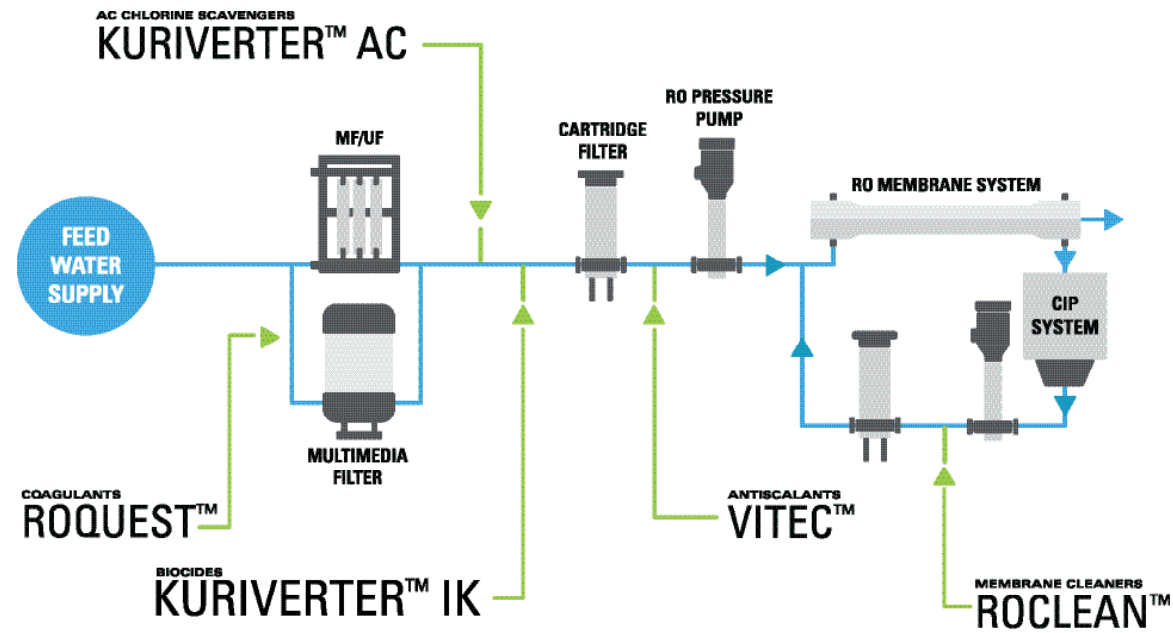 AC CHLORINE SCAVENGERS
KURIVERTER™ AC
MF/UF
CARTRIDGE
FILTER
RO PRESSURE
PUMP
RO MEMBRANE SYSTEM
FEED
WATER
SUPPLY
CIP
SYSTEM
MULTIMEDIA
FILTER
COAGULANTS
ROQUEST™
ANTISCALANTS
VITEC™
BIOCIDES
KURIVERTER™ IK
MEMBRANE CLEANERS
ROCLEAN™